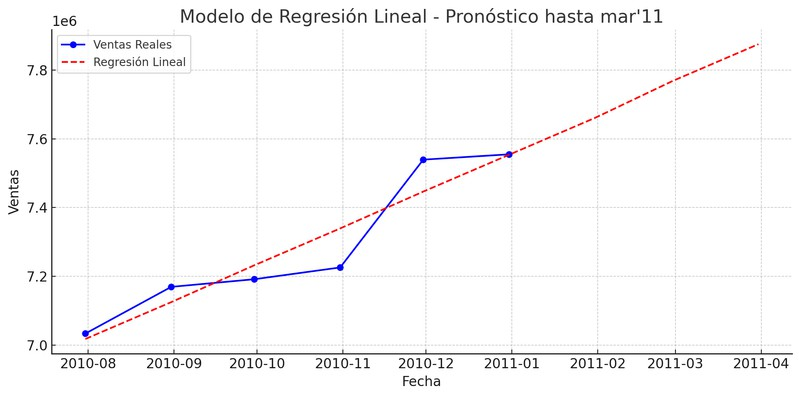 Modelo de Regresión Lineal - Pronóstico hasta mar'11
1e6
Ventas Reales
Regresión Lineal
7.8
7.6
7.4
7.2
7.0
Ventas
2010-08 2010-09 2010-10 2010-11 2010-12 2011-01 2011-02 2011-03 2011-04
Fecha